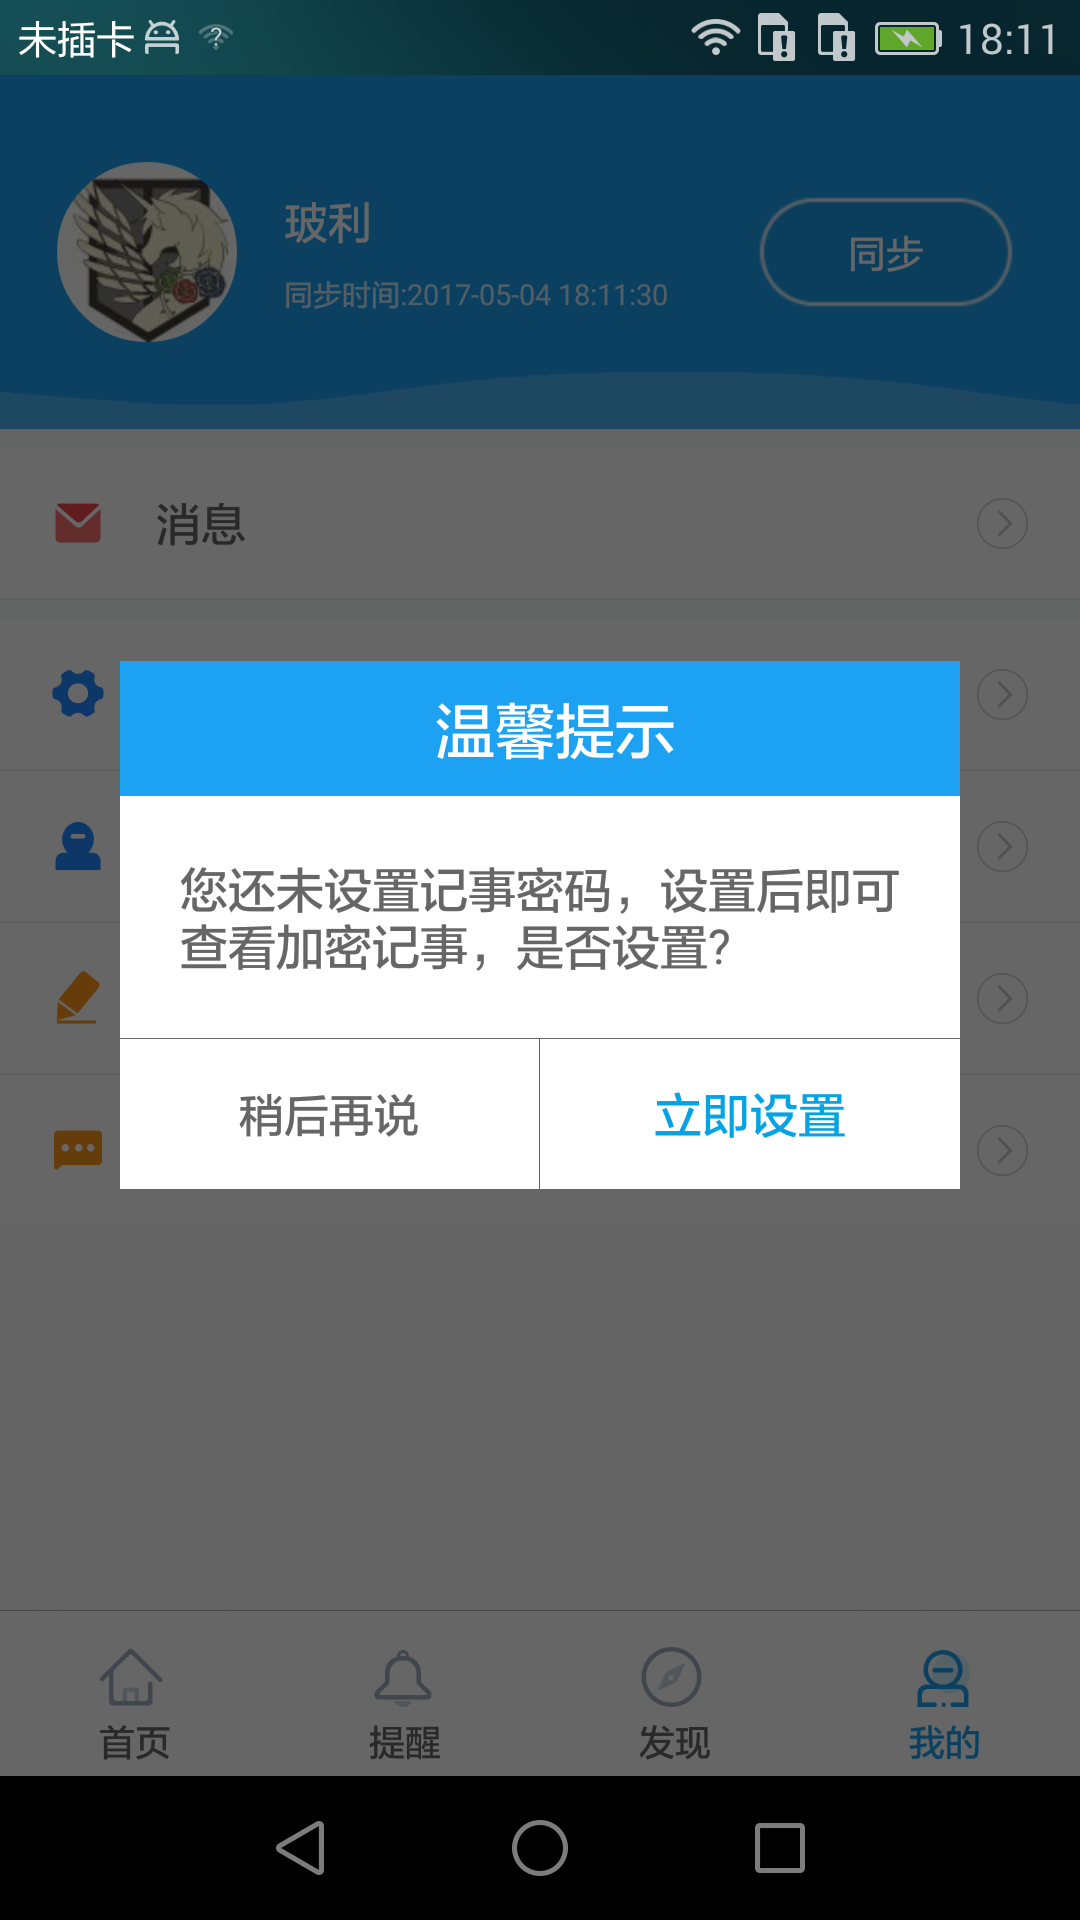 未插卡
18:11
玻利
同步时间:2017-05-04 18:11:30
同步
消息
温馨提示
您还未设置记事密码，设置后即可
查看加密记事，是否设置？
稍后再说
立即设置
首页
提醒
发现
我的